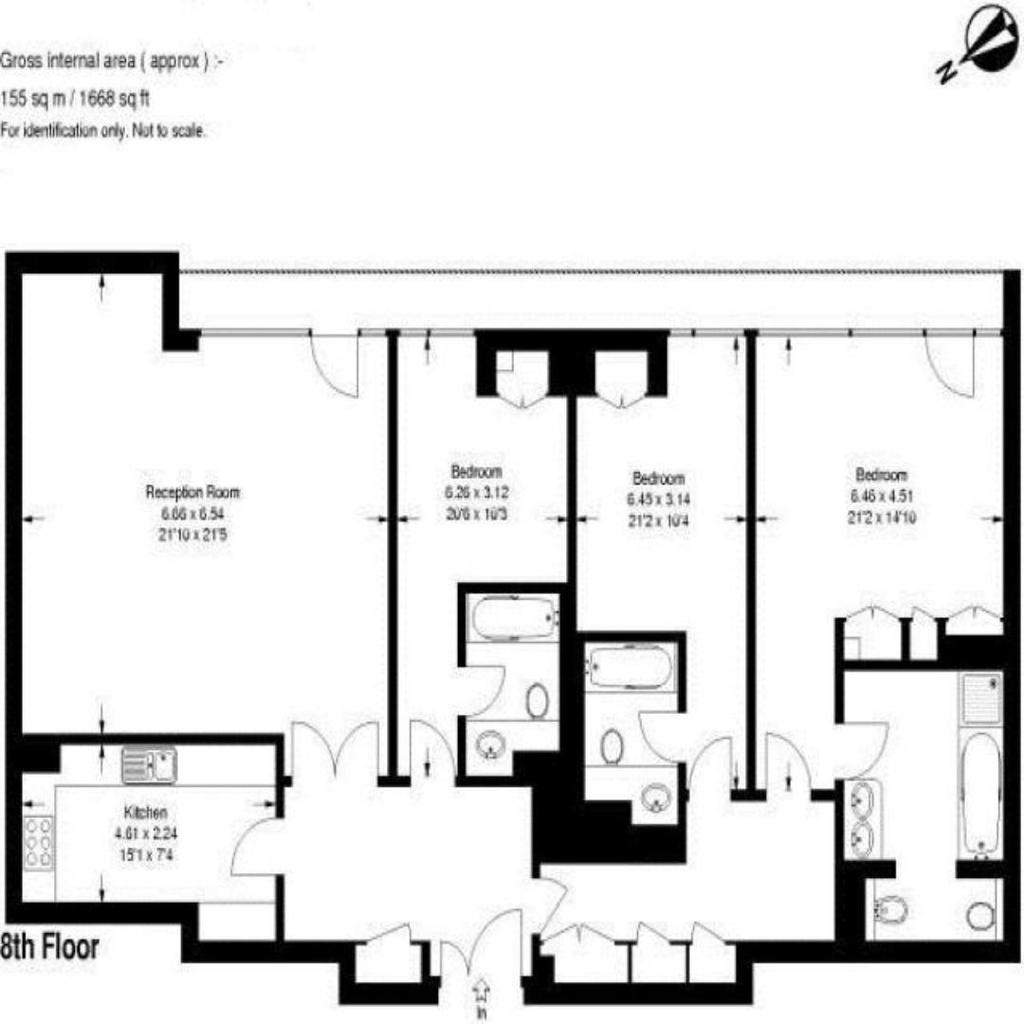 Gross internal area ( approx ) :-
155 sq m / 1668 sq ft
For identification only. Not to scale.
N
Reception Room
6.66 x 6.54
21'10 x 21'5
Bedroom
6.26 x 3.12
20'6 x 10'3
Bedroom
6.45 x 3.14
21'2 x 10'4
Bedroom
6.46 x 4.51
21'2 x 14'10
Kitchen
4.61 x 2.24
15'1 x 7'4
8th Floor
In